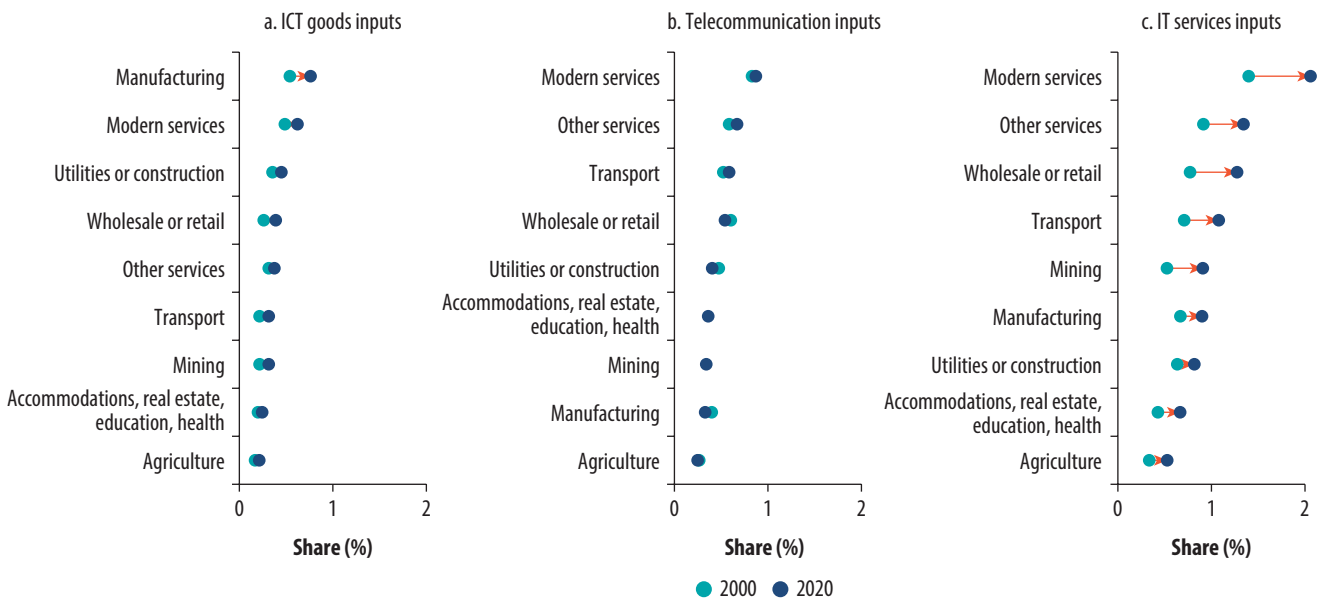 a. ICT goods inputs
Manufacturing
Modern services
Utilities or construction
Wholesale or retail
Other services
Transport
Mining
Accommodations, real estate,
education, health
Agriculture
0 1 2
Share (%)
b. Telecommunication inputs
Modern services
Other services
Transport
Wholesale or retail
Utilities or construction
Accommodations, real estate,
education, health
Mining
Manufacturing
Agriculture
0 1 2
Share (%)
c. IT services inputs
Modern services
Other services
Wholesale or retail
Transport
Mining
Manufacturing
Utilities or construction
Accommodations, real estate,
education, health
Agriculture
0 1 2
Share (%)
2000 2020